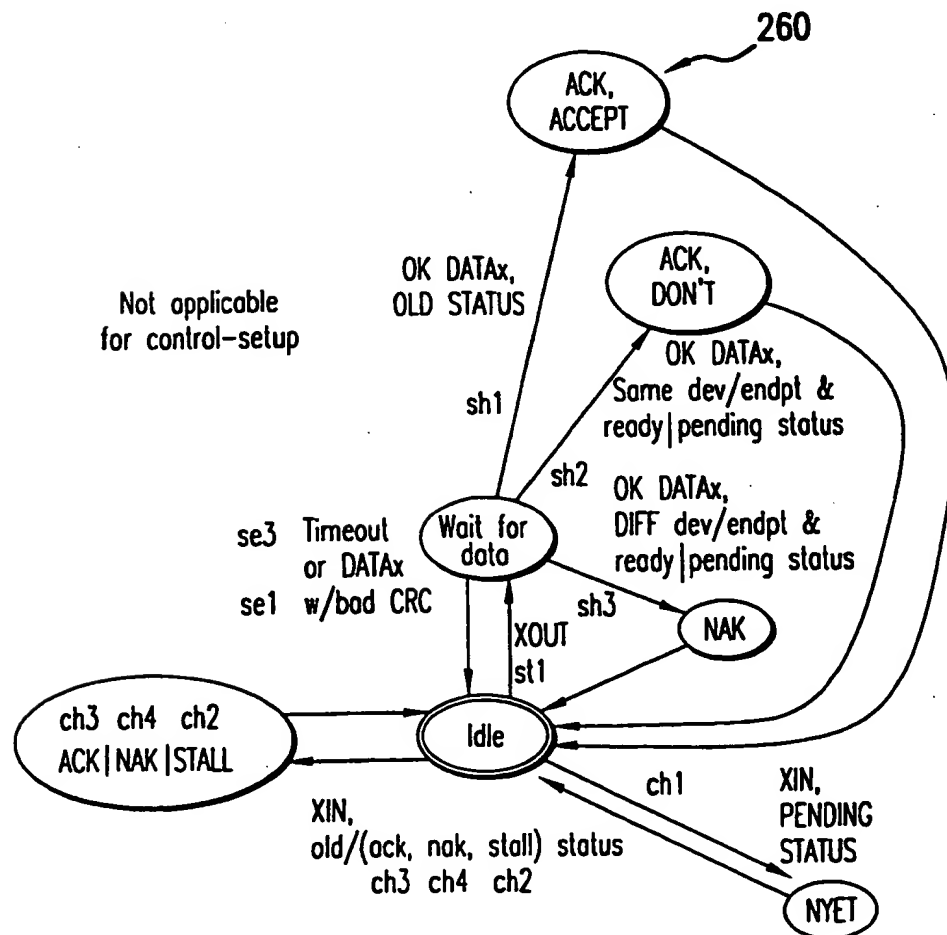 260
ACK,
ACCEPT
OK DATAx,
OLD STATUS
Not applicable
for control-setup
ACK,
DON'T
OK DATAx,
Same dev/endpt &
ready|pending status
sh1
sh2
OK DATAx,
DIFF dev/endpt &
ready|pending status
Wait for
data
se3 Timeout
or DATAx
se1 w/bad CRC
sh3
XOUT
st1
NAK
ch3 ch4 ch2
ACK|NAK|STALL
Idle
ch1
XIN,
PENDING
STATUS
XIN,
old/(ack, nak, stall) status
ch3 ch4 ch2
NYET